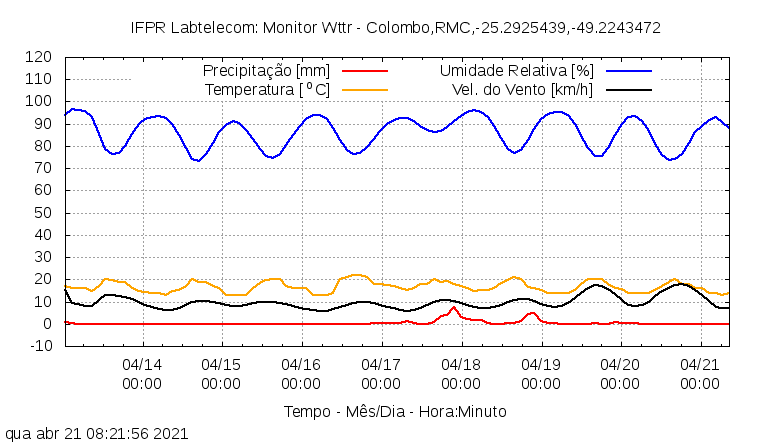 IFPR Labtelecom: Monitor Wttr - Colombo,RMC,-25.2925439,-49.2243472
120
110
100
90
80
70
60
50
40
30
20
10
0
-10
Precipitação [mm]
Temperatura [ ⁰C]
Umidade Relativa [%]
Vel. do Vento [km/h]
04/14 04/15 04/16 04/17 04/18 04/19 04/20 04/21
00:00 00:00 00:00 00:00 00:00 00:00 00:00 00:00
Tempo - Mês/Dia - Hora:Minuto
qua abr 21 08:21:56 2021